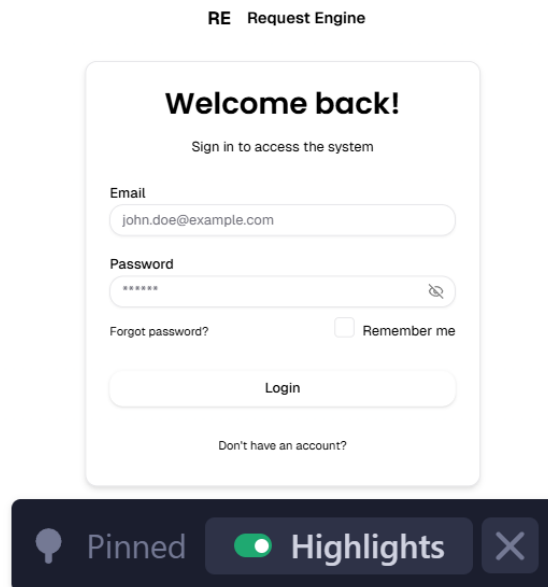 RE Request Engine
Welcome back!
Sign in to access the system
Email
john.doe@example.com
Password
******
Forgot password? Remember me
Login
Don't have an account?
Pinned Highlights